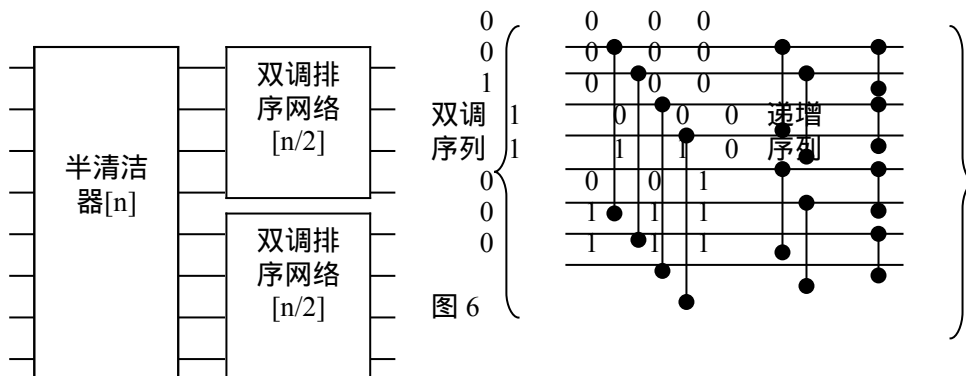 半清洁
器[n]
双调排
序网络
[n/2]
双调排
序网络
[n/2]
0 0 0 0
0 0 0 0
1 0 0 0
双调 1 0 0 0 递增
序列 1 1 1 0 序列
0 0 0 1
0 1 1 1
0 1 1 1
图 6